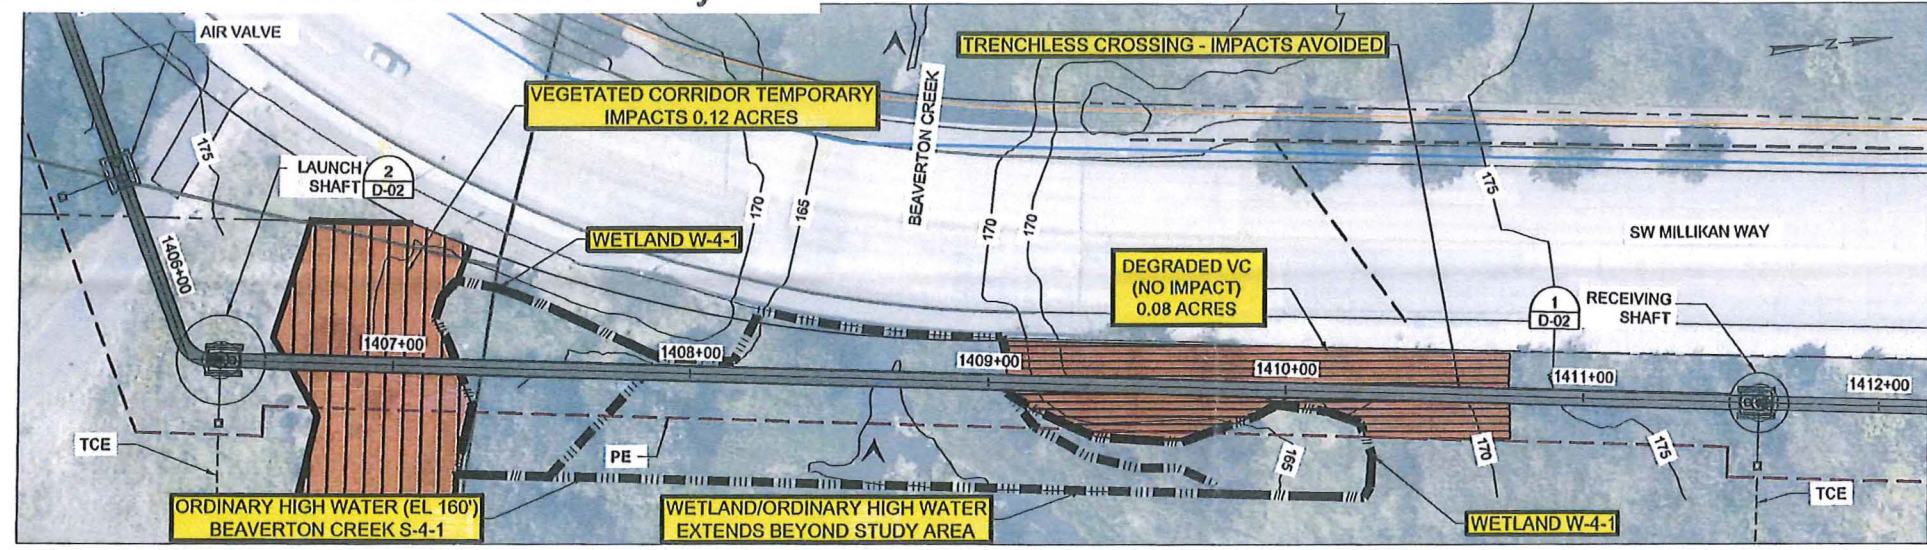 AIR VALVE
TRENCHLESS CROSSING - IMPACTS AVOIDED
N
VEGETATED CORRIDOR TEMPORARY
IMPACTS 0.12 ACRES
BEAVERTON CREEK
175
LAUNCH
SHAFT
2
D-02
170
165
170
170
175
WETLAND W-4-1
SW MILLIKAN WAY
1406+00
DEGRADED VC
(NO IMPACT)
0.08 ACRES
1
D-02
RECEIVING
SHAFT
1407+00
1408+00
1409+00
1410+00
1411+00
1412+00
TCE
PE
165
170
175
TCE
ORDINARY HIGH WATER (EL 160')
BEAVERTON CREEK S-4-1
WETLAND/ORDINARY HIGH WATER
EXTENDS BEYOND STUDY AREA
WETLAND W-4-1